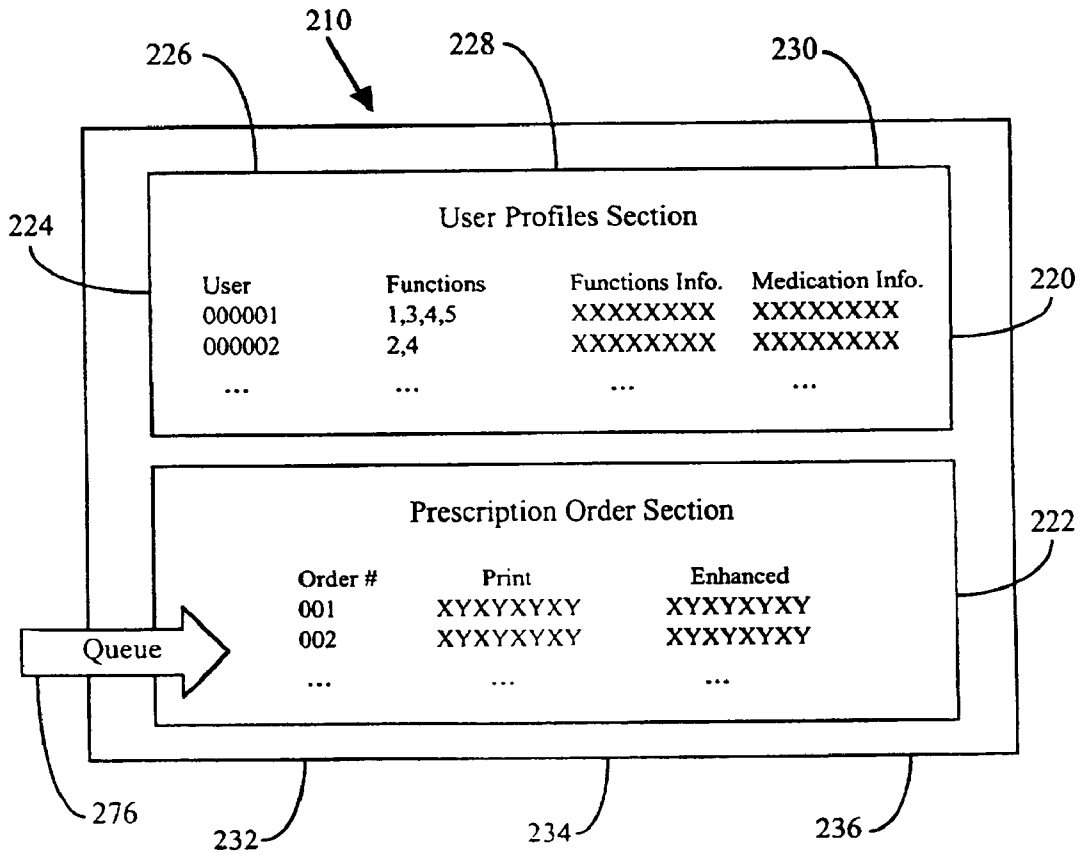 210
226
228
230
User Profiles Section
224
User Functions Functions Info. Medication Info.
220
000001 1,3,4,5 XXXXXXXX XXXXXXXX
000002 2,4 XXXXXXXX XXXXXXXX
... ... ... ...
Prescription Order Section
222
Order # Print Enhanced
001 XYXYXYXY XYXYXYXY
002 XYXYXYXY XYXYXYXY
Queue
... ... ...
276
232
234
236